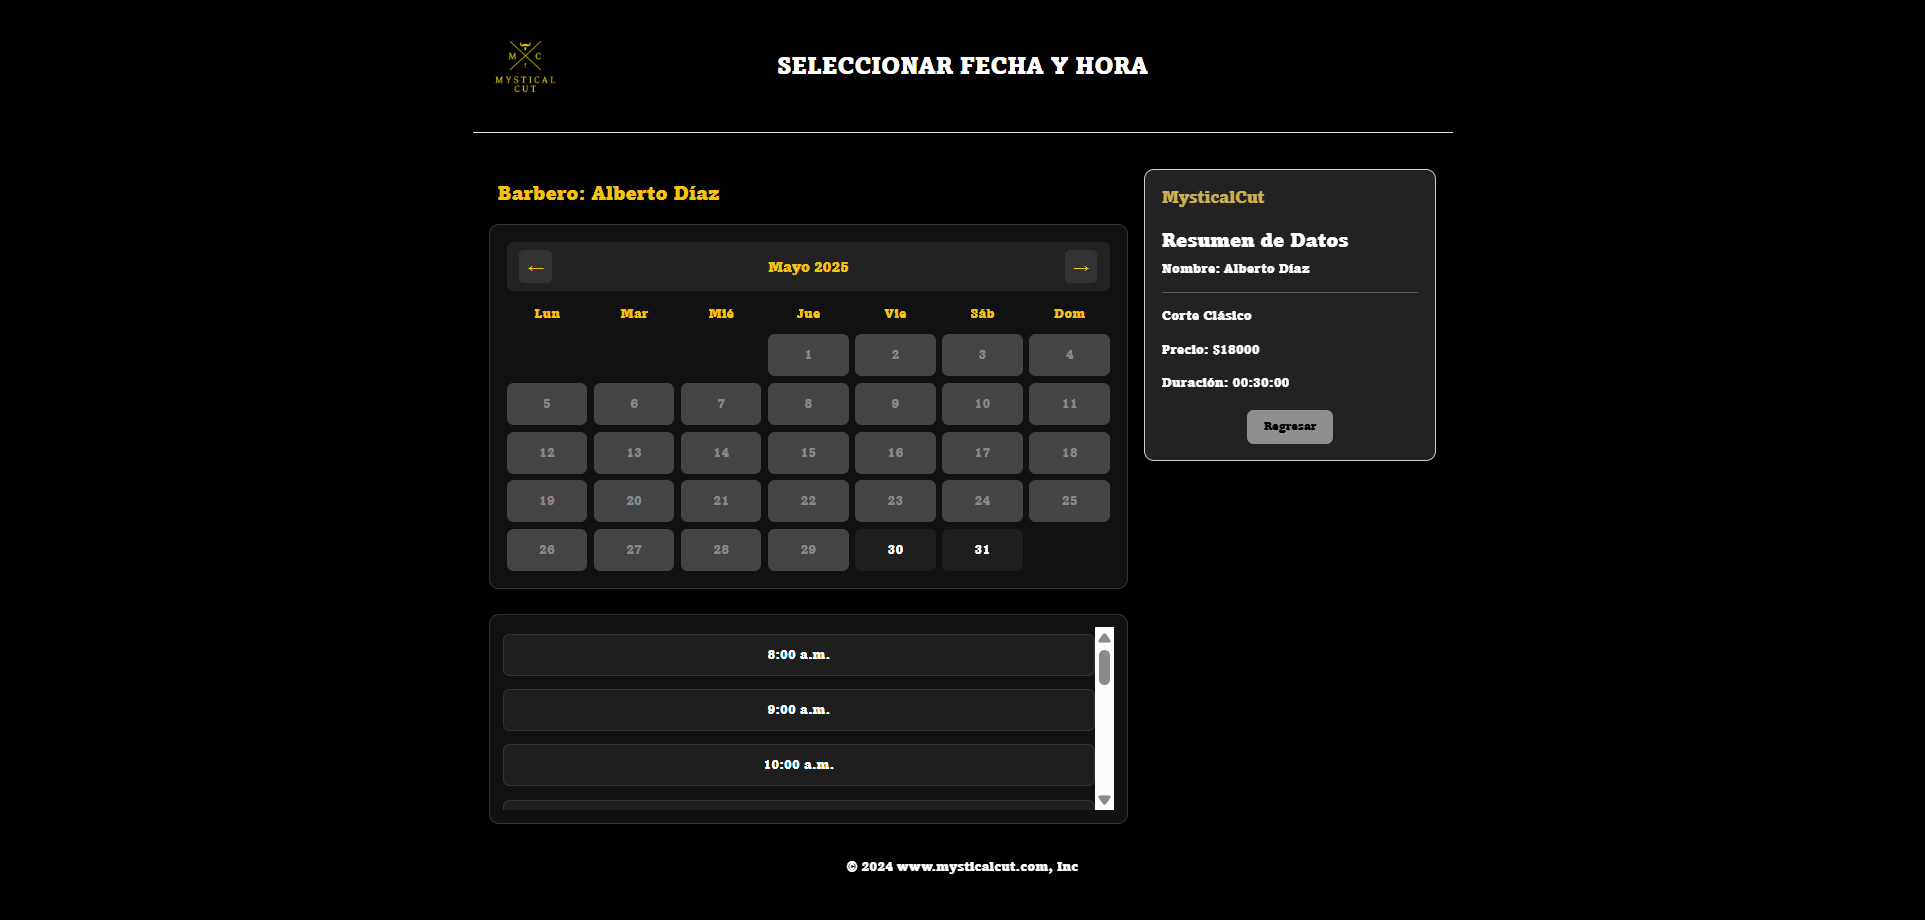 M C
MYSTICAL
CUT
SELECCIONAR FECHA Y HORA
Barbero: Alberto Díaz
← Mayo 2025 →
Lun Mar Mié Jue Vie Sáb Dom
1 2 3 4
5 6 7 8 9 10 11
12 13 14 15 16 17 18
19 20 21 22 23 24 25
26 27 28 29 30 31
8:00 a.m.
9:00 a.m.
10:00 a.m.
MysticalCut
Resumen de Datos
Nombre: Alberto Díaz
Corte Clásico
Precio: $18000
Duración: 00:30:00
Regresar
© 2024 www.mysticalcut.com, Inc